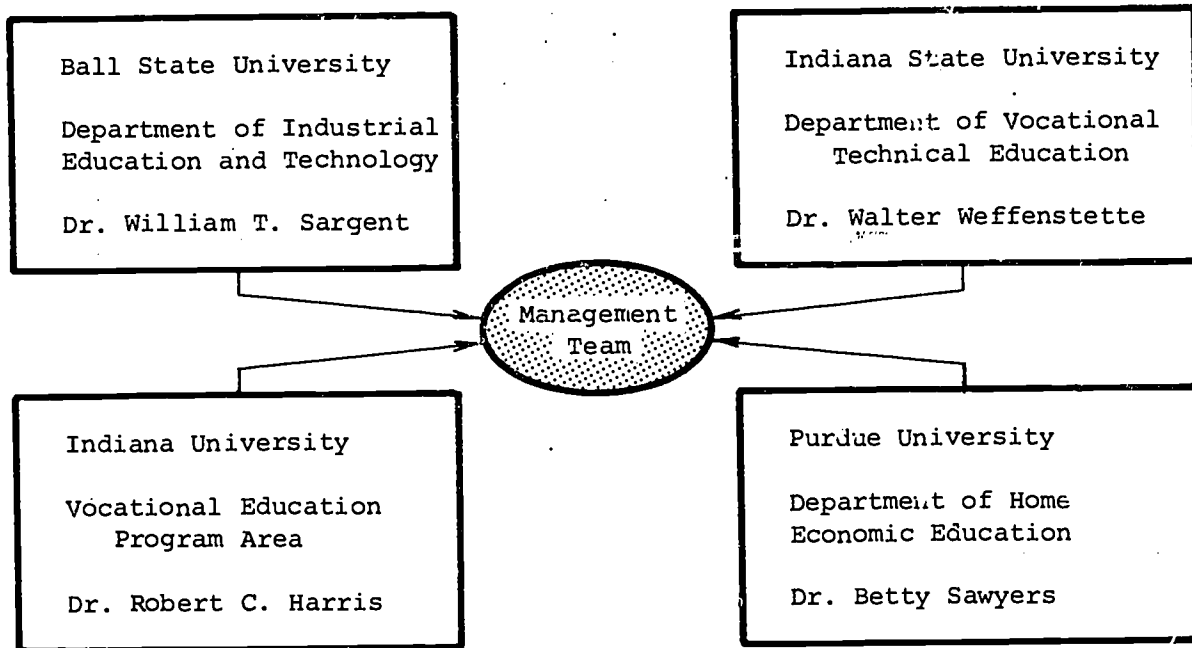 Ball State University
Department of Industrial
Education and Technology
Dr. William T. Sargent
Indiana State University
Department of Vocational
Technical Education
Dr. Walter Weffenstette
Management
Team
Indiana University
Vocational Education
Program Area
Dr. Robert C. Harris
Purdue University
Department of Home
Economic Education
Dr. Betty Sawyers